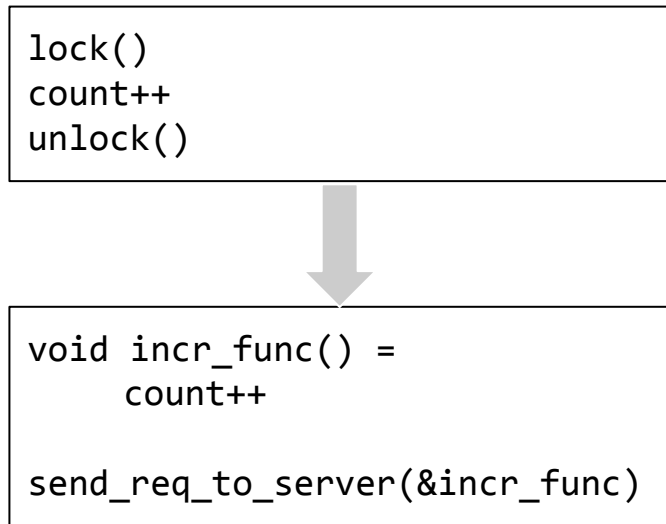 lock()
count++
unlock()
void incr_func() =
count++
send_req_to_server(&incr_func)